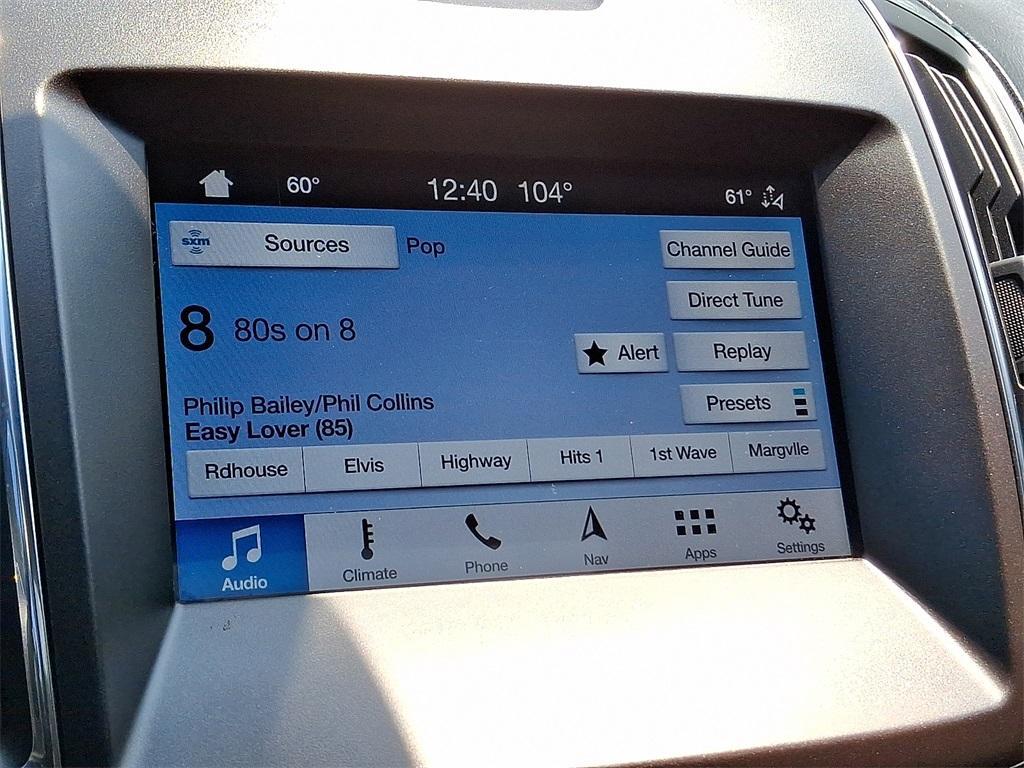 60° 12:40 104° 61°
sxm Sources Pop Channel Guide
Direct Tune
8 80s on 8
Alert Replay
Presets
Philip Bailey/Phil Collins
Easy Lover (85)
Rdhouse Elvis Highway Hits 1 1st Wave Margvlle
Audio Climate Phone Nav Apps Settings